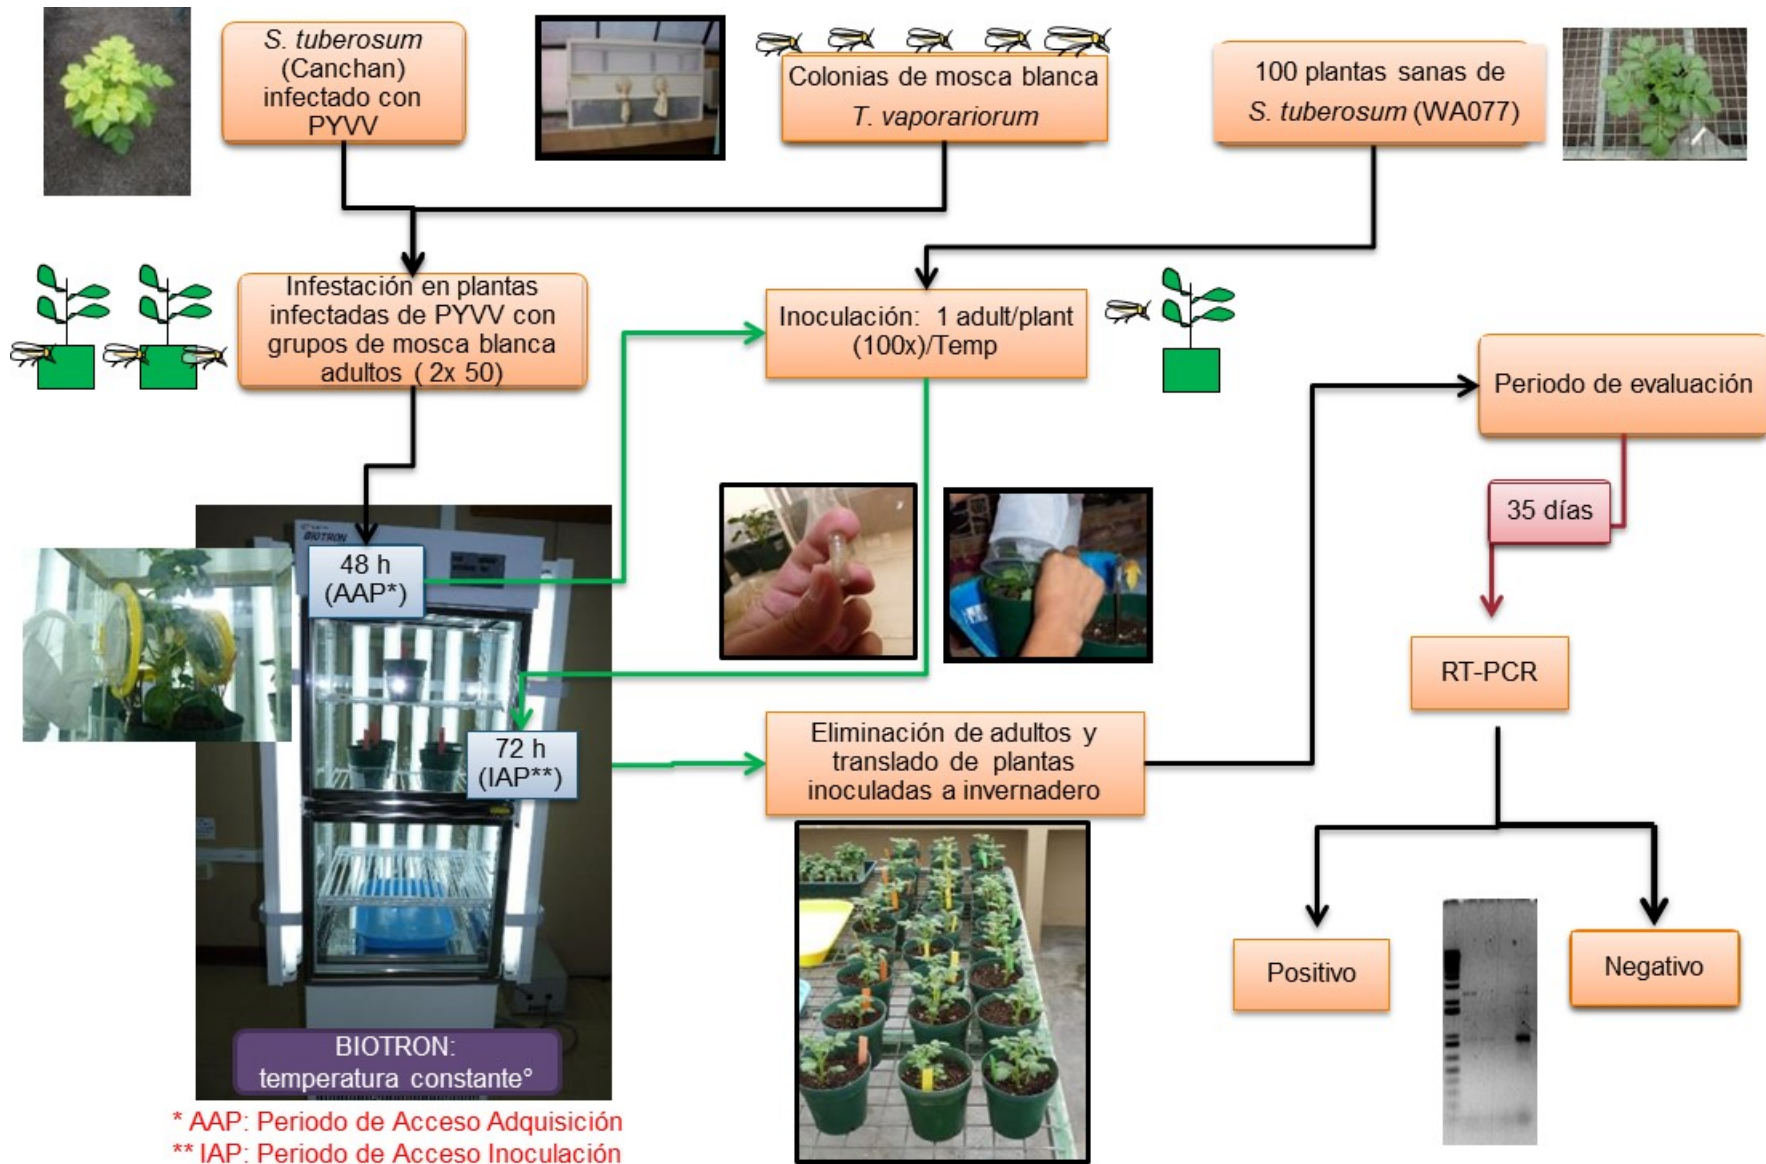 S. tuberosum
(Canchan)
infectado con
PYVV
Colonias de mosca blanca
T. vaporariorum
100 plantas sanas de
S. tuberosum (WA077)
Infestación en plantas
infectadas de PYVV con
grupos de mosca blanca
adultos ( 2x 50)
Inoculación:  1 adult/plant
(100x)/Temp
Periodo de evaluación
35 días
BIOTRON
48 h
(AAP*)
RT-PCR
72 h
(IAP**)
Eliminación de adultos y
translado de plantas
inoculadas a invernadero
Positivo
Negativo
BIOTRON:
temperatura constante°
* AAP: Periodo de Acceso Adquisición
** IAP: Periodo de Acceso Inoculación